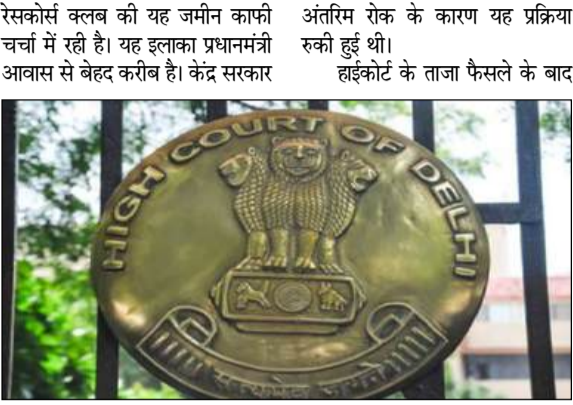 रेसकोर्स क्लब की यह जमीन काफी
चर्चा में रही है। यह इलाका प्रधानमंत्री
आवास से बेहद करीब है। केंद्र सरकार
अंतरिम रोक के कारण यह प्रक्रिया
रुकी हुई थी।
हाईकोर्ट के ताजा फैसले के बाद
HIGH COURT OF DELHI